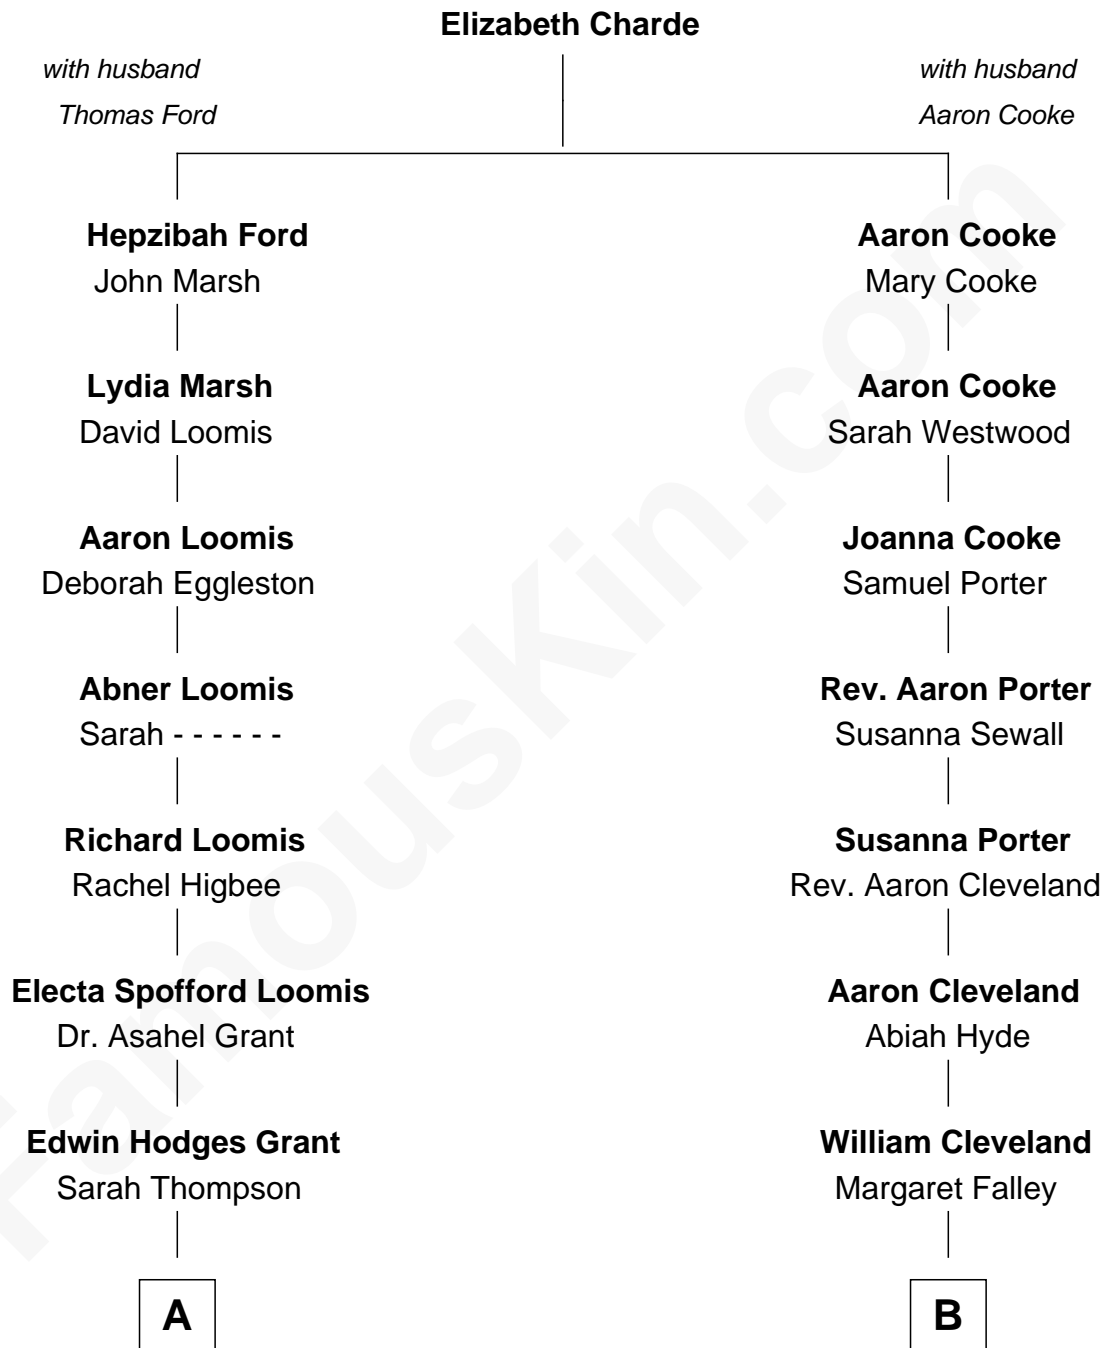 Elizabeth Charde
with husband
Thomas Ford
with husband
Aaron Cooke
Hepzibah Ford
John Marsh
Aaron Cooke
Mary Cooke
Lydia Marsh
David Loomis
Aaron Cooke
Sarah Westwood
Aaron Loomis
Deborah Eggleston
Joanna Cooke
Samuel Porter
Abner Loomis
Sarah - - - - - -
Rev. Aaron Porter
Susanna Sewall
Richard Loomis
Rachel Higbee
Susanna Porter
Rev. Aaron Cleveland
Electa Spofford Loomis
Dr. Asahel Grant
Aaron Cleveland
Abiah Hyde
Edwin Hodges Grant
Sarah Thompson
William Cleveland
Margaret Falley
A
B
FamousKin.com